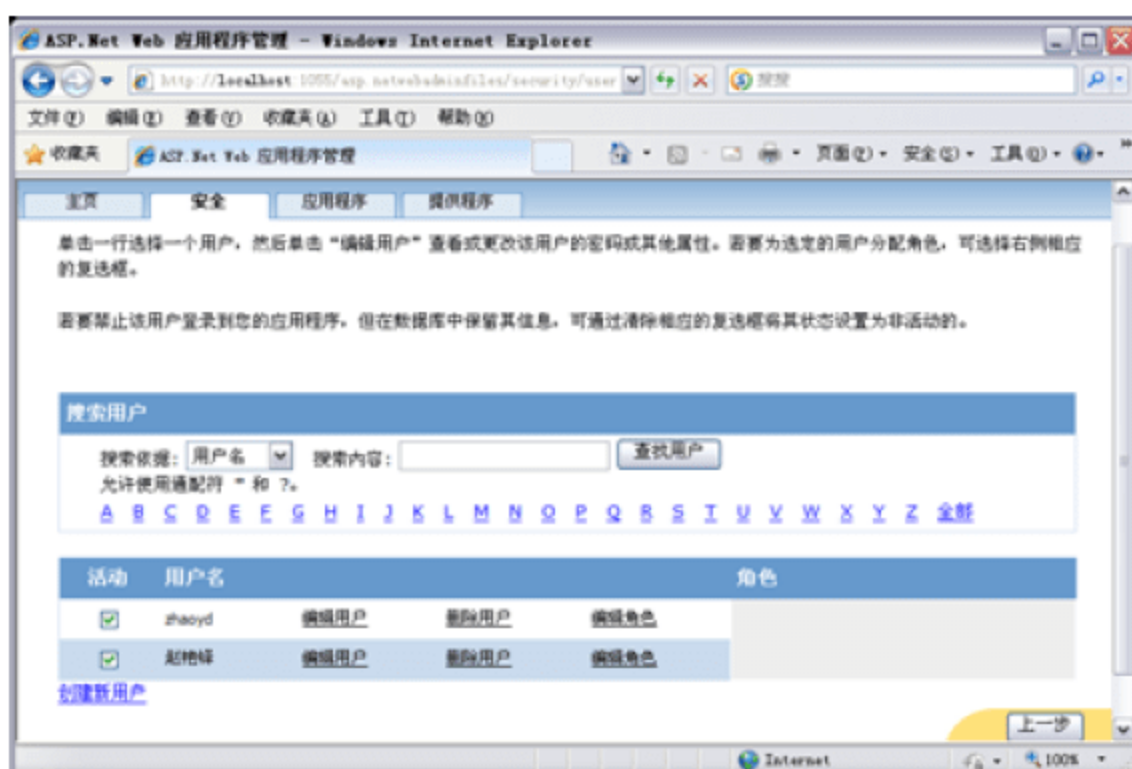 ASP.Net Web 应用程序管理 - Windows Internet Explorer
http://localhost:1055/asp.netwebadminfiles/security/user
搜搜
文件(F) 编辑(E) 查看(V) 收藏夹(A) 工具(T) 帮助(H)
收藏夹 ASP.Net Web 应用程序管理 页面(P) 安全(S) 工具(O)
主页 安全 应用程序 提供程序
单击一行选择一个用户，然后单击“编辑用户”查看或更改该用户的密码或其他属性。若要为选定的用户分配角色，可选择右侧相应
的复选框。
若要禁止该用户登录到您的应用程序，但在数据库中保留其信息，可通过清除相应的复选框将其状态设置为非活动的。
搜索用户
搜索依据: 用户名 搜索内容: 查找用户
允许使用通配符 * 和 ?。
A B C D E F G H I J K L M N O P Q R S T U V W X Y Z 全部
活动 用户名 角色
zhaoyd 编辑用户 删除用户 编辑角色
编辑用户 删除用户 编辑角色
创建新用户
上一步
Internet 100%